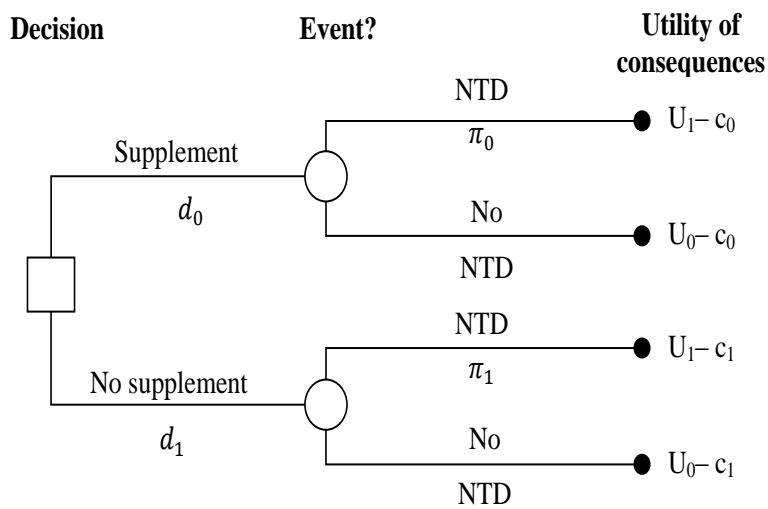 Decision Event? Utility of
consequences
NTD
π₀ U₁– c₀
Supplement
d₀
No U₀– c₀
NTD
NTD
π₁ U₁– c₁
No supplement
d₁
No U₀– c₁
NTD